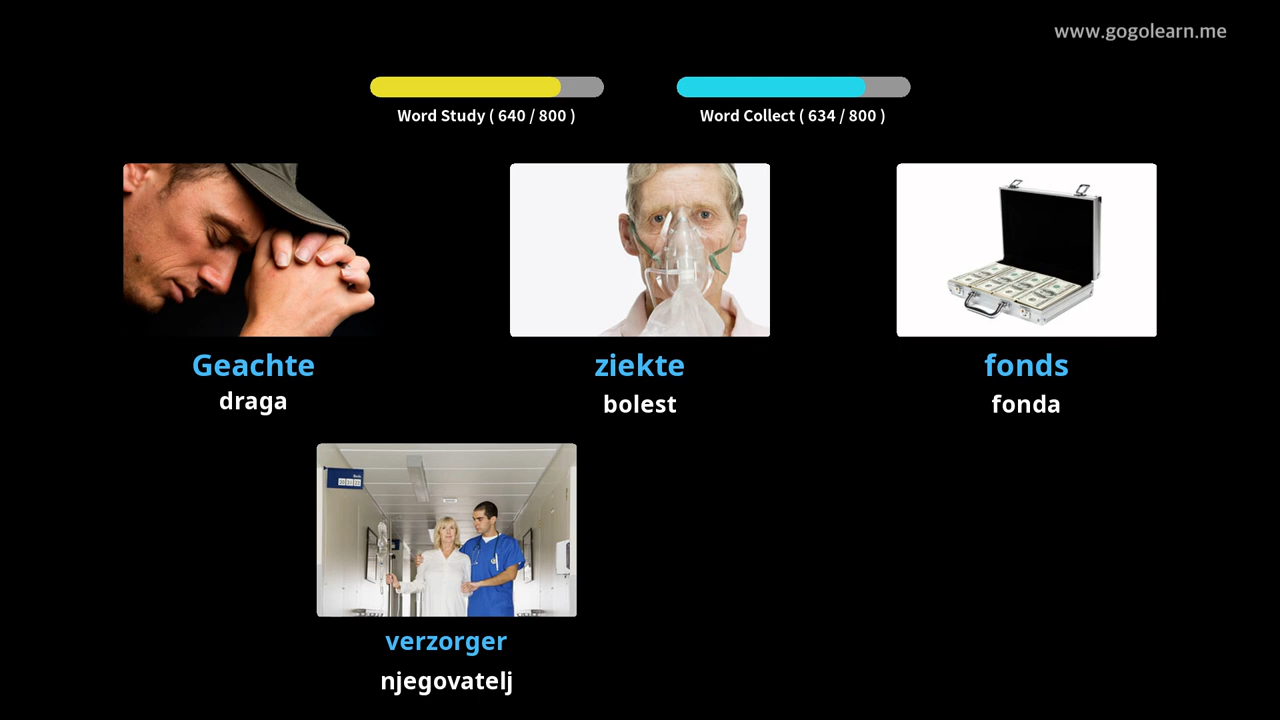 www.gogolearn.me
Word Study ( 640 / 800 )
Word Collect ( 634 / 800 )
Geachte
draga
ziekte
bolest
fonds
fonda
verzorger
njegovatelj